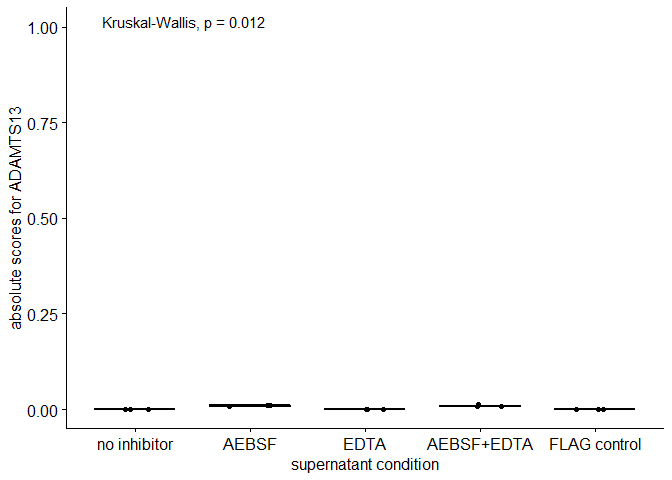 Kruskal-Wallis, p = 0.012
absolute scores for ADAMTS13
1.00
0.75
0.50
0.25
0.00
no inhibitor AEBSF EDTA AEBSF+EDTA FLAG control
supernatant condition